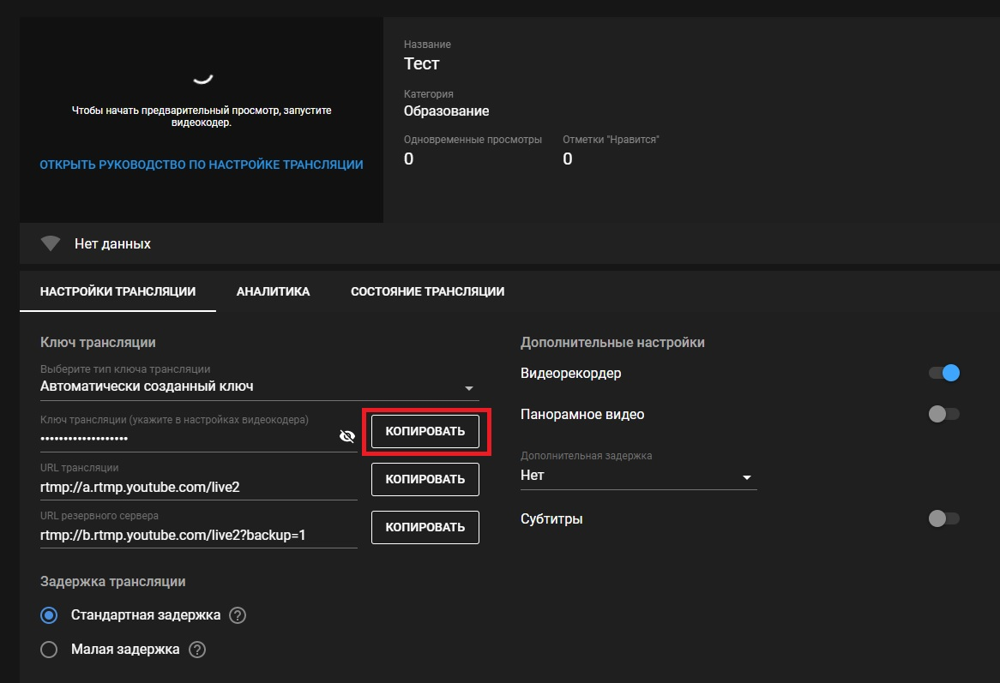 Чтобы начать предварительный просмотр, запустите
видеокодер.
ОТКРЫТЬ РУКОВОДСТВО ПО НАСТРОЙКЕ ТРАНСЛЯЦИИ
Название
Тест
Категория
Образование
Одновременные просмотры
0
Отметки "Нравится"
0
Нет данных
НАСТРОЙКИ ТРАНСЛЯЦИИ
АНАЛИТИКА
СОСТОЯНИЕ ТРАНСЛЯЦИИ
Ключ трансляции
Выберите тип ключа трансляции
Автоматически созданный ключ
Ключ трансляции (укажите в настройках видеокодера)
••••••••••••••••••
КОПИРОВАТЬ
URL трансляции
rtmp://a.rtmp.youtube.com/live2
КОПИРОВАТЬ
URL резервного сервера
rtmp://b.rtmp.youtube.com/live2?backup=1
КОПИРОВАТЬ
Задержка трансляции
Стандартная задержка ?
Малая задержка ?
Дополнительные настройки
Видеорекордер
Панорамное видео
Дополнительная задержка
Нет
Субтитры